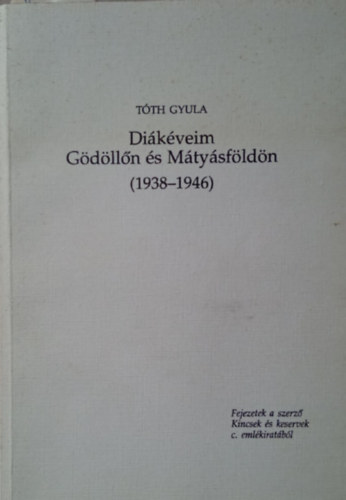 TÓTH GYULA
Diákéveim
Gödöllőn és Mátyásföldön
(1938–1946)
Fejezetek a szerző
Kincsek és keservek
c. emlékiratából